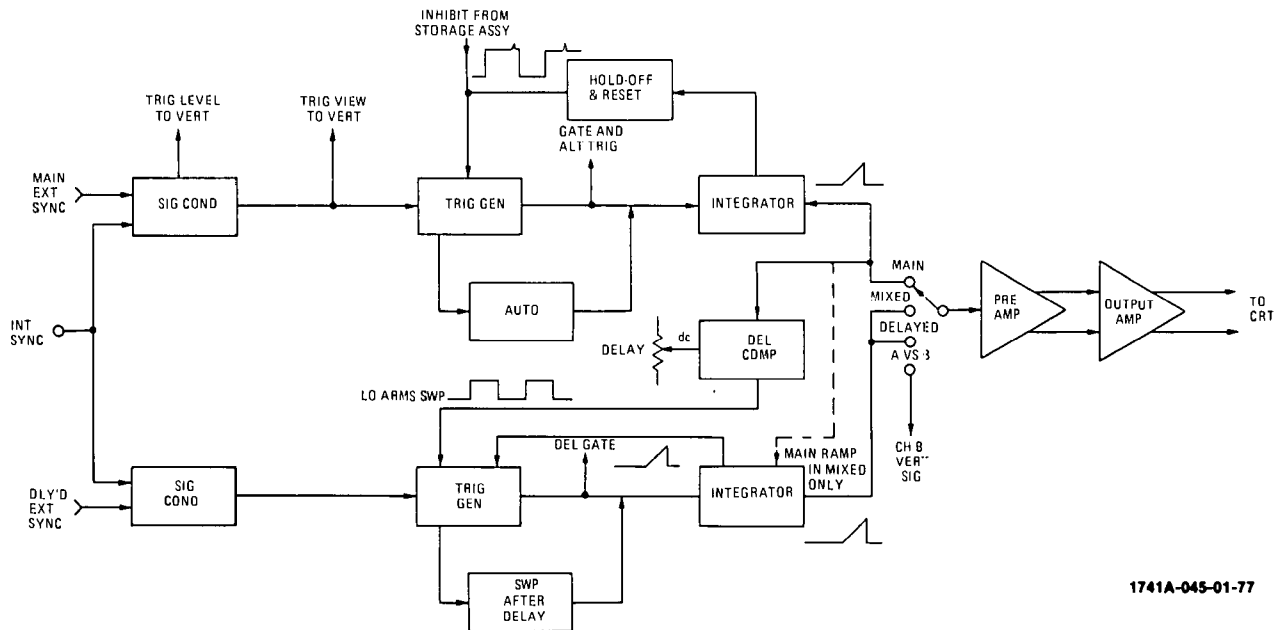 INHIBIT FROM
STORAGE ASSY
HOLD-OFF
& RESET
TRIG LEVEL
TO VERT
TRIG VIEW
TO VERT
GATE AND
ALT TRIG
MAIN
EXT
SYNC
SIG COND
TRIG GEN
INTEGRATOR
AUTO
INT
SYNC
MAIN
MIXED
DELAYED
A VS B
PRE
AMP
OUTPUT
AMP
TO
CRT
DELAY
dc
DEL
COMP
LO ARMS SWP
CH B
VERT
SIG
DEL GATE
MAIN RAMP
IN MIXED
ONLY
DLY'D
EXT
SYNC
SIG
COND
TRIG
GEN
INTEGRATOR
SWP
AFTER
DELAY
1741A-045-01-77